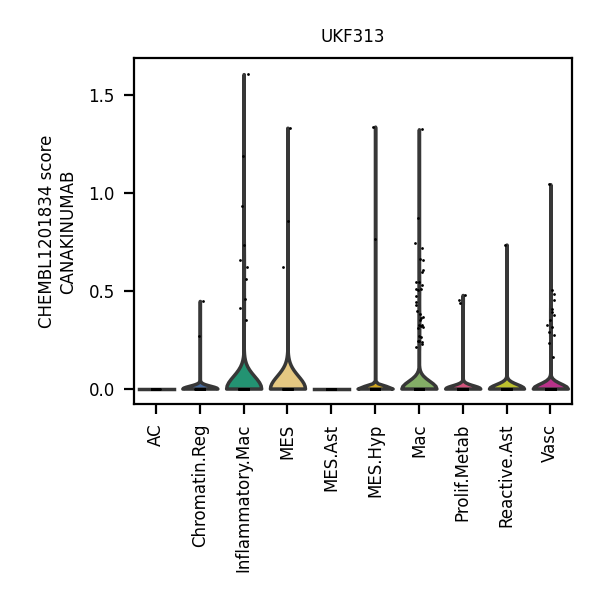 UKF313
CHEMBL1201834 score
CANAKINUMAB
1.5
1.0
0.5
0.0
AC
Chromatin.Reg
Inflammatory.Mac
MES
MES.Ast
MES.Hyp
Mac
Prolif.Metab
Reactive.Ast
Vasc